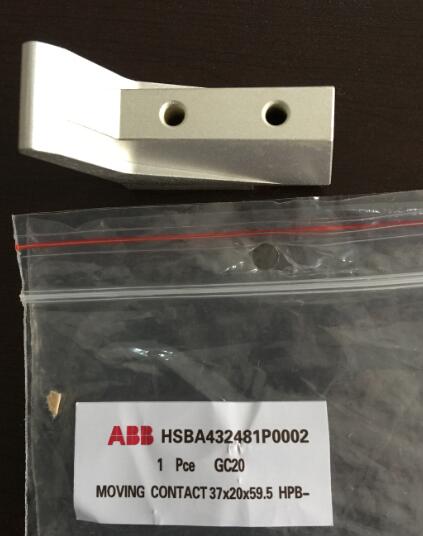 ABB HSBA432481P0002
1 Pce GC20
MOVING CONTACT 37x20x59.5 HPB-